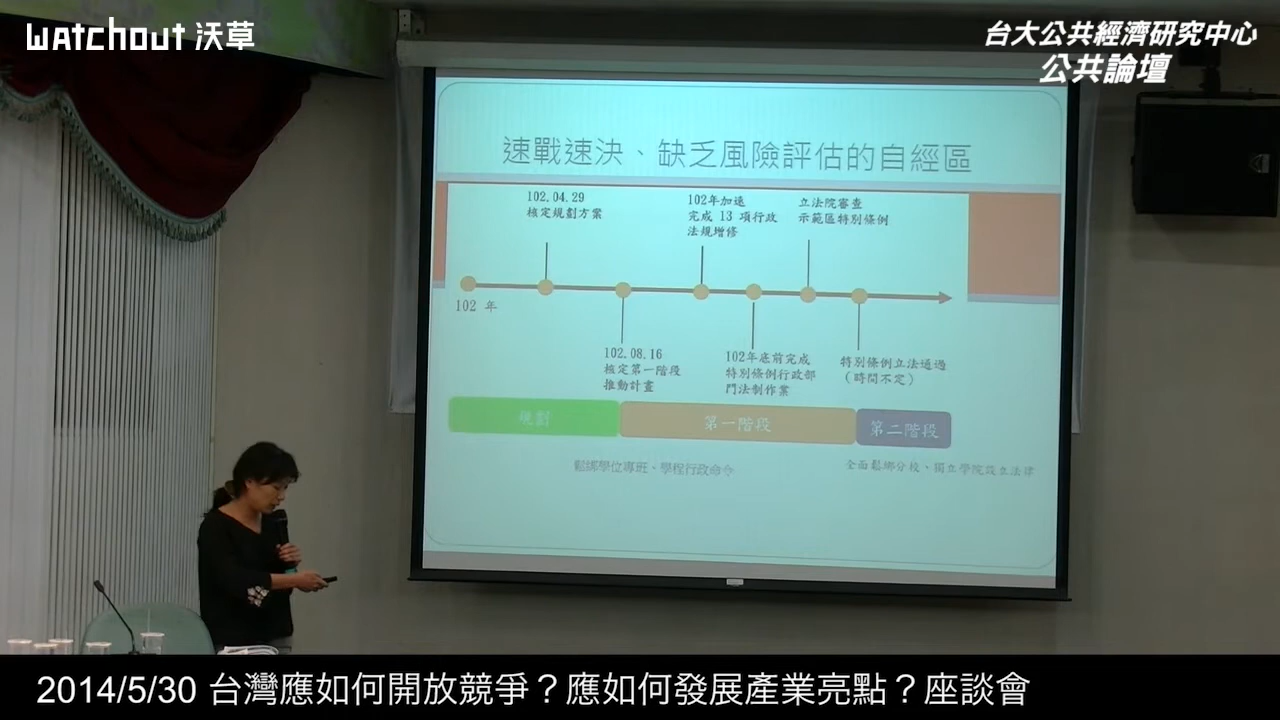 watchout 沃草
台大公共經濟研究中心
公共論壇
速戰速決、缺乏風險評估的自經區
102.04.29
核定規劃方案
102年加速
完成 13 項行政
法規增修
立法院審查
示範區特別條例
102 年
102.08.16
核定第一階段
推動計畫
102年底前完成
特別條例行政部
門法制作業
特別條例立法通過
（時間不定）
規劃
第一階段
第二階段
鬆綁學位專班、學程行政命令
全面鬆綁分校、獨立學院設立法律
2014/5/30 台灣應如何開放競爭？應如何發展產業亮點？座談會